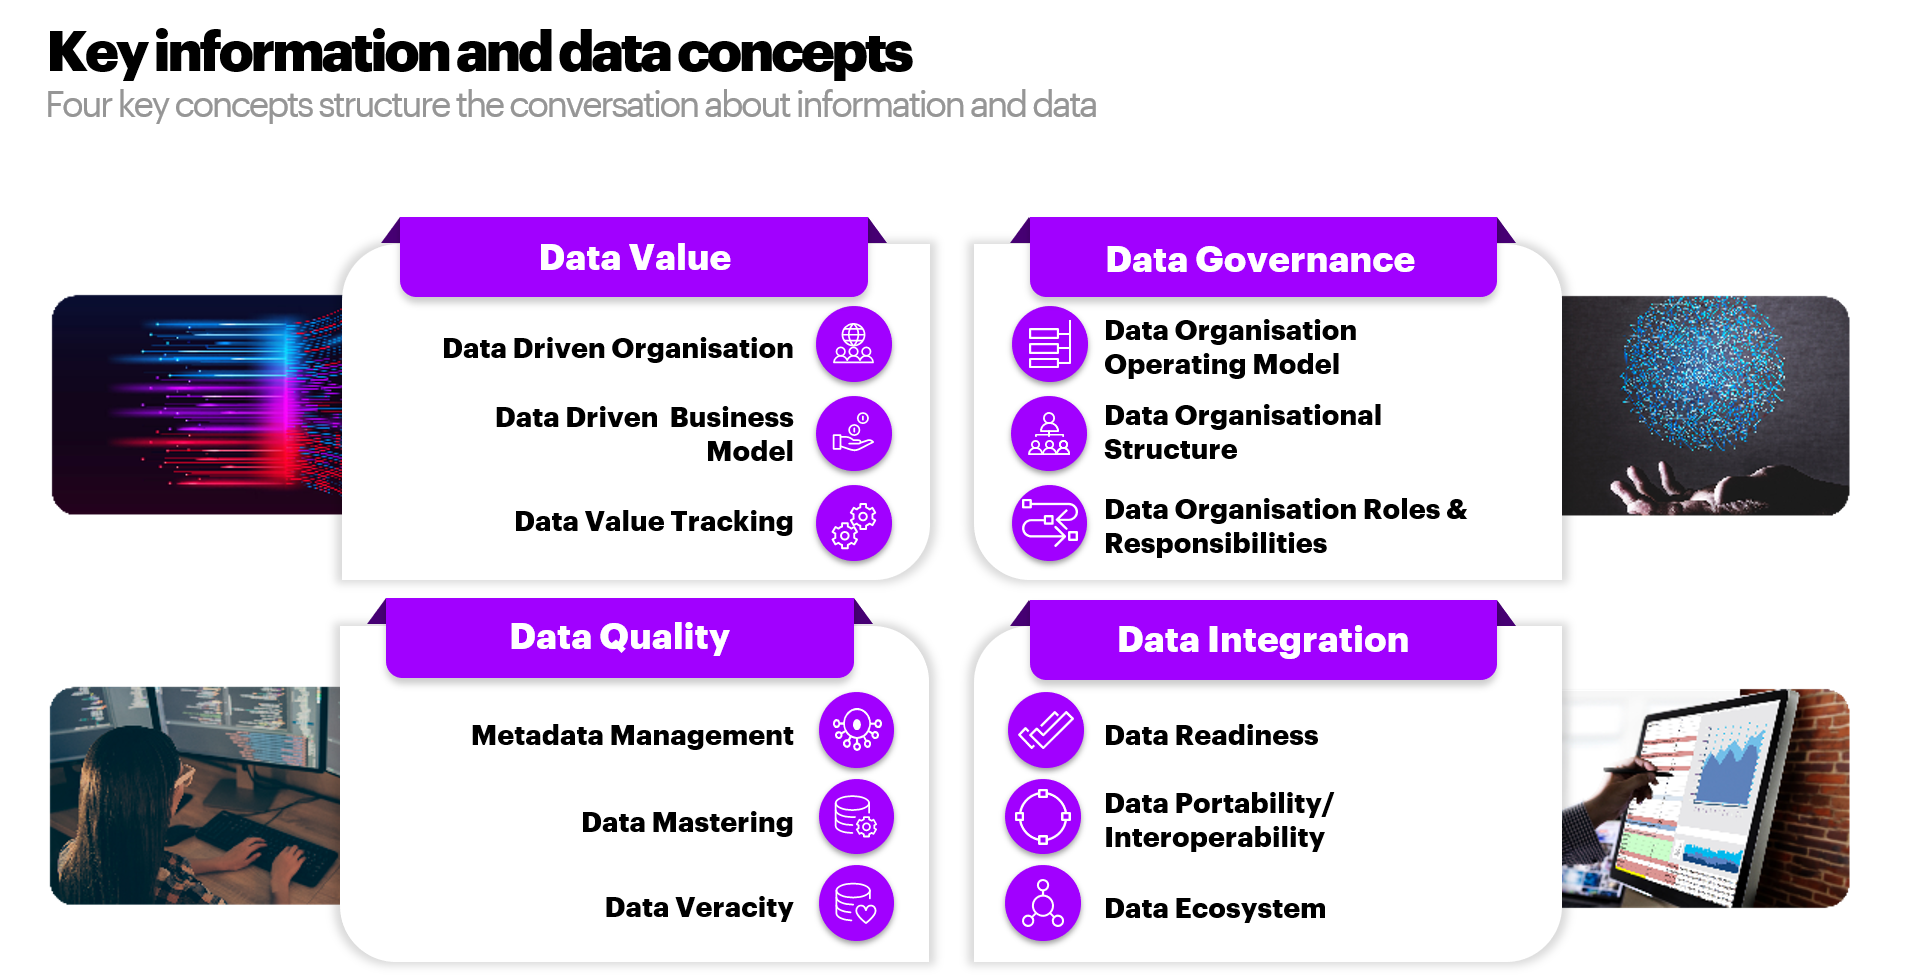 Key information and data concepts
Four key concepts structure the conversation about information and data
Data Value
Data Driven Organisation
Data Driven  Business
Model
Data Value Tracking
Data Governance
Data Organisation
Operating Model
Data Organisational
Structure
Data Organisation Roles &
Responsibilities
Data Quality
Metadata Management
Data Mastering
Data Veracity
Data Integration
Data Readiness
Data Portability/
Interoperability
Data Ecosystem